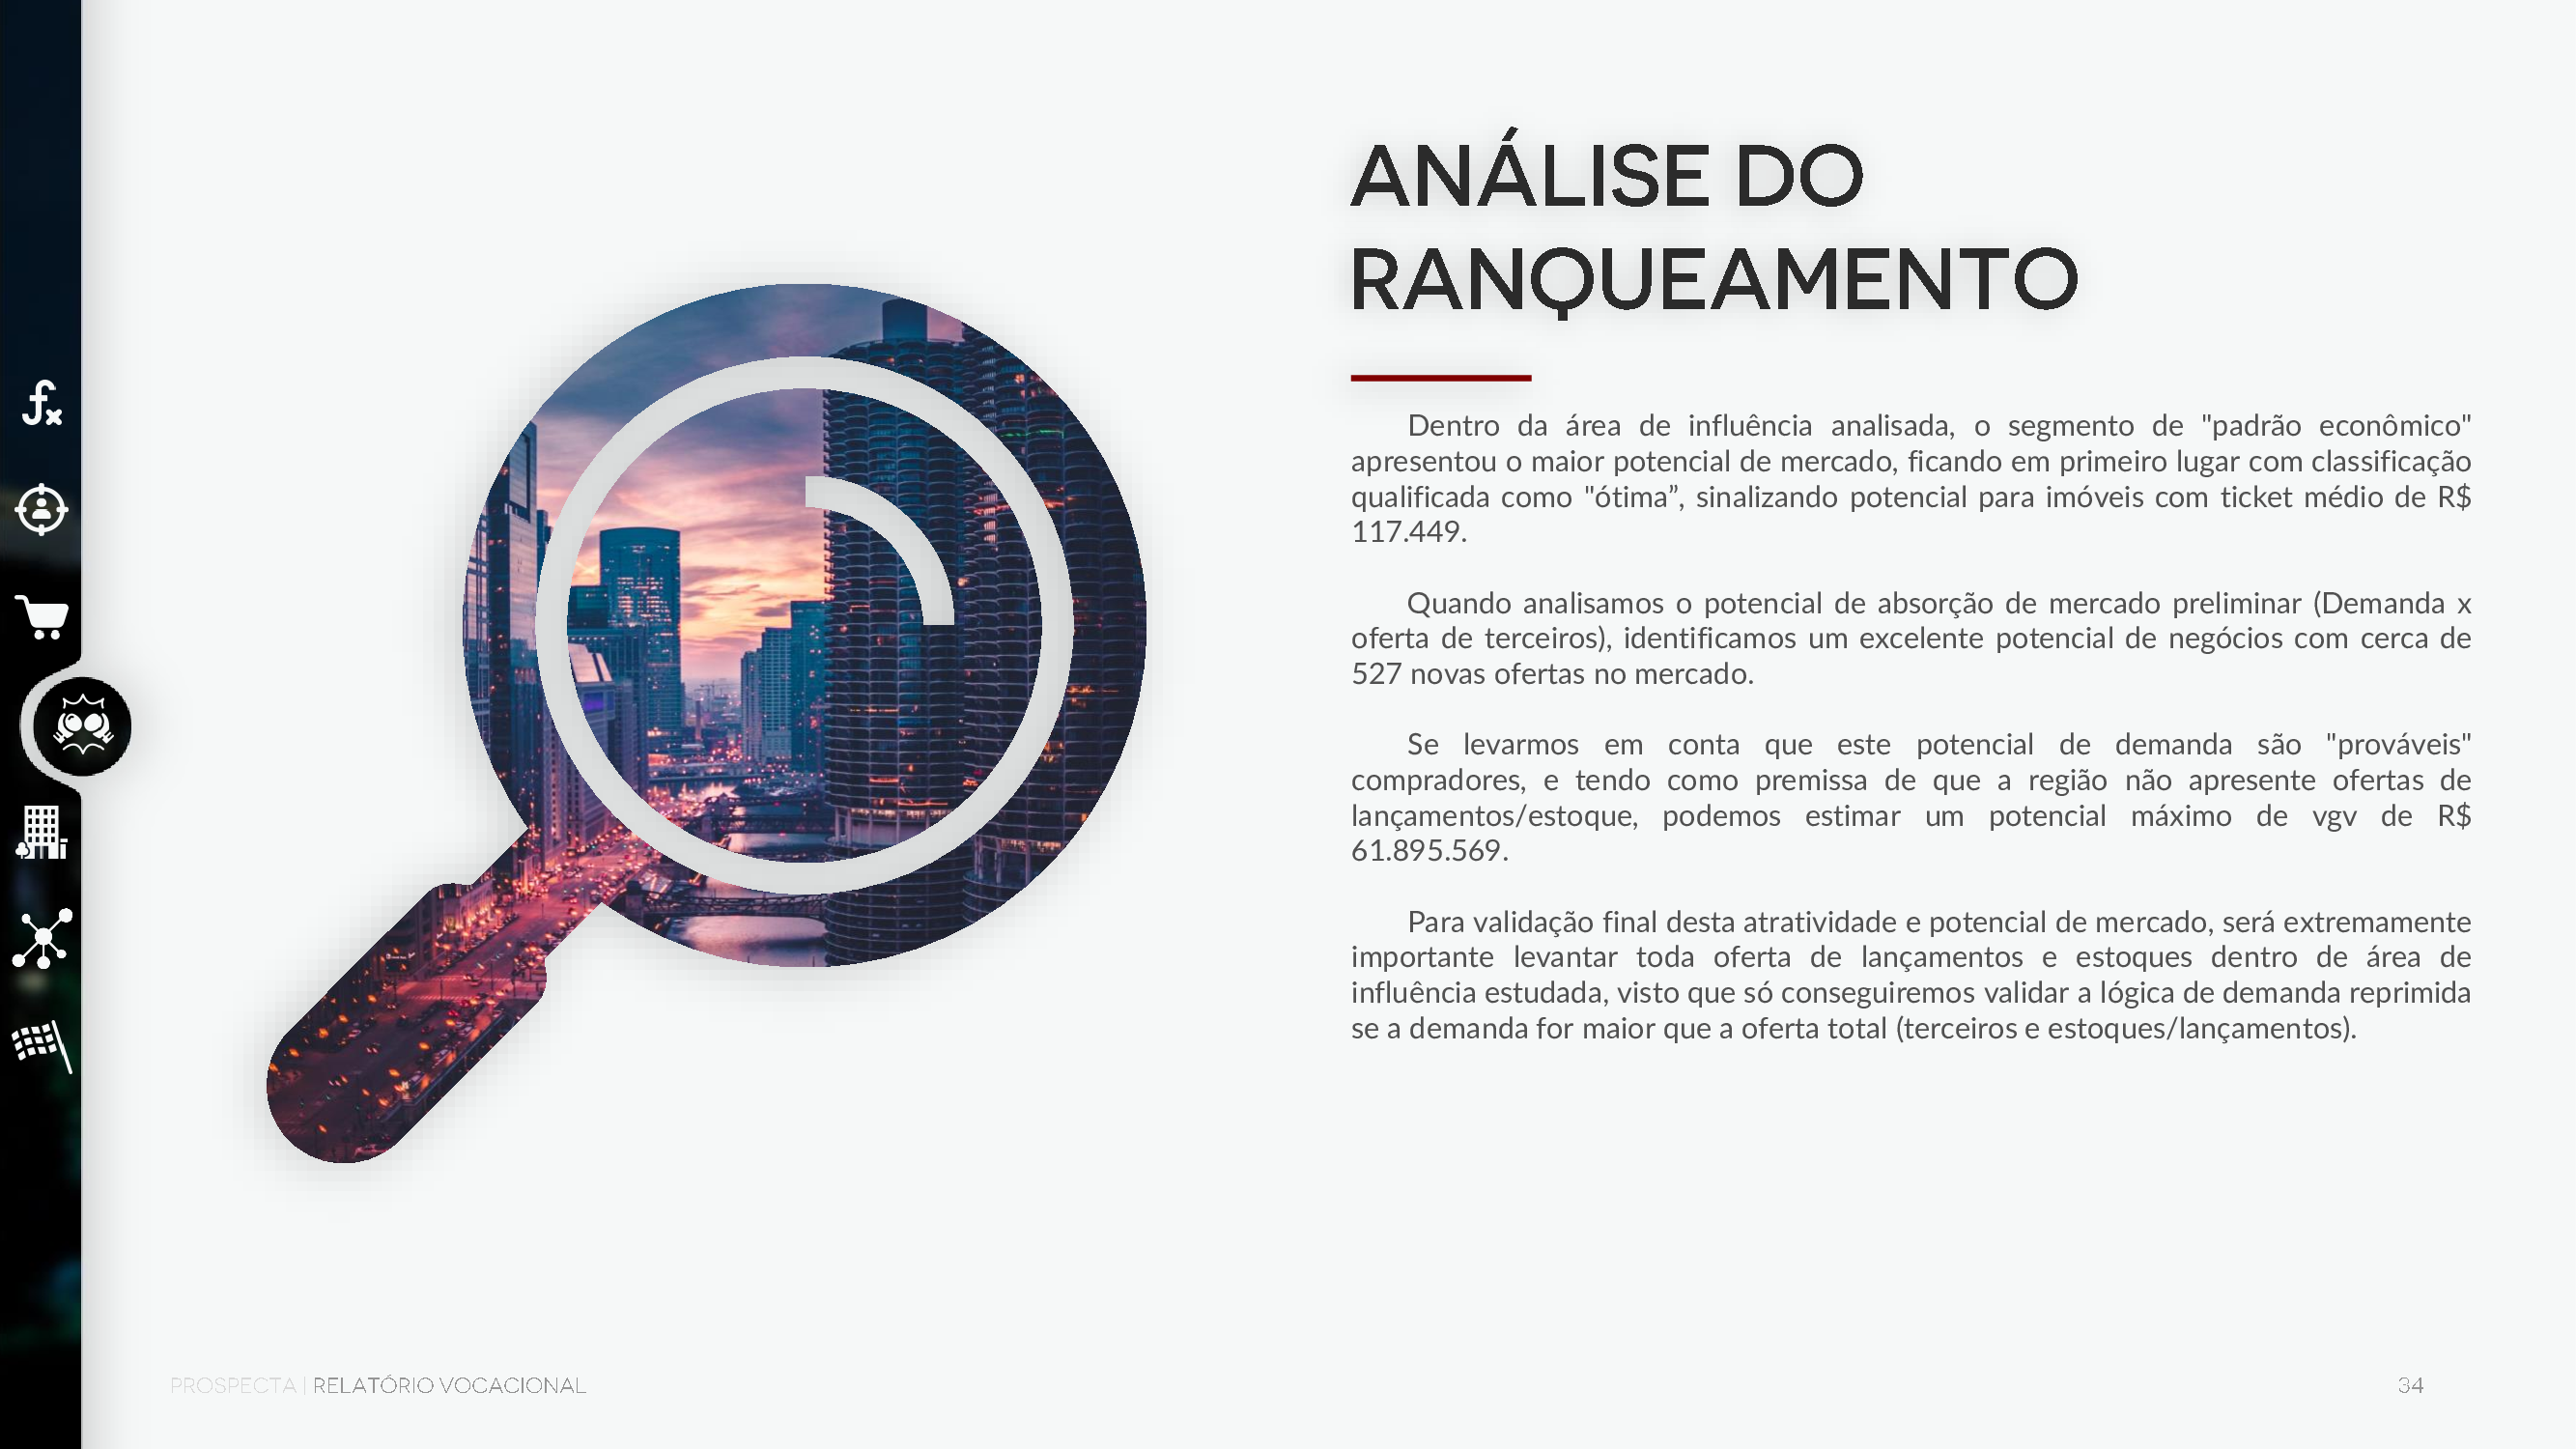 ANÁLISE DO
RANQUEAMENTO
Dentro da área de influência analisada, o segmento de "padrão econômico"
apresentou o maior potencial de mercado, ficando em primeiro lugar com classificação
qualificada como "ótima”, sinalizando potencial para imóveis com ticket médio de R$
117.449.
Quando analisamos o potencial de absorção de mercado preliminar (Demanda x
oferta de terceiros), identificamos um excelente potencial de negócios com cerca de
527 novas ofertas no mercado.
Se levarmos em conta que este potencial de demanda são "prováveis"
compradores, e tendo como premissa de que a região não apresente ofertas de
lançamentos/estoque, podemos estimar um potencial máximo de vgv de R$
61.895.569.
Para validação final desta atratividade e potencial de mercado, será extremamente
importante levantar toda oferta de lançamentos e estoques dentro de área de
influência estudada, visto que só conseguiremos validar a lógica de demanda reprimida
se a demanda for maior que a oferta total (terceiros e estoques/lançamentos).
PROSPECTA | RELATÓRIO VOCACIONAL
34